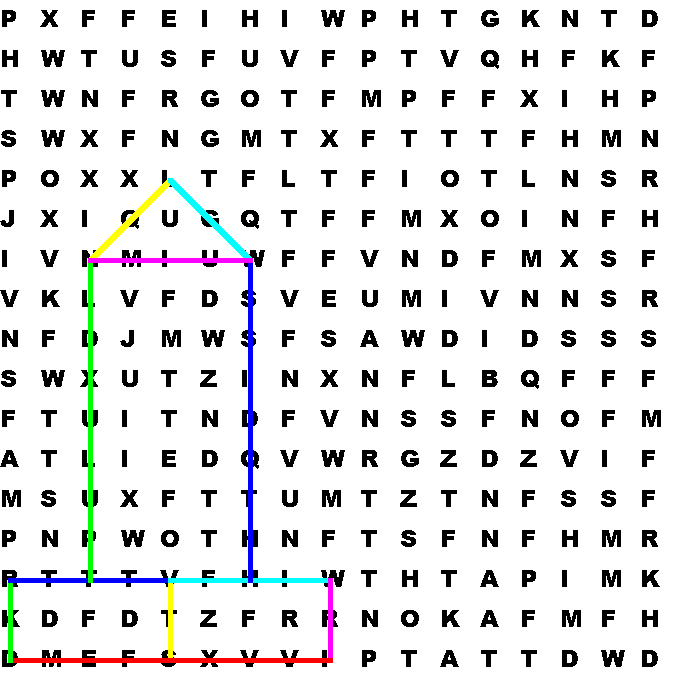 P X F F E I H I W P H T G K N T D
H W T U S F U V F P T V Q H F K F
T W N F R G O T F M P F F X I H P
S W X F N G M T X F T T T F H M N
P O X X L T F L T F I O T L N S R
J X I Q U G Q T F F M X O I N F H
I V N M I U W F F V N D F M X S F
V K L V F D S V E U M I V N N S R
N F D J M W S F S A W D I D S S S
S W X U T Z I N X N F L B Q F F F
F T U I T N D F V N S S F N O F M
A T L I E D Q V W R G Z D Z V I F
M S U X F T T U M T Z T N F S S F
P N P W O T H N F T S F N F H M R
R T T T V F H I W T H T A P I M K
K D F D T Z F R R N O K A F M F H
D M E F S X V V I P T A T T D W D